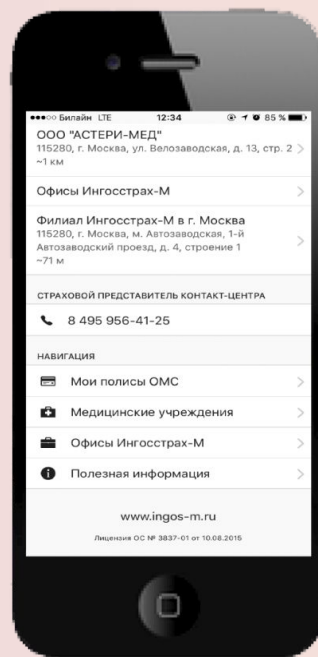 ●●●○○ Билайн LTE 12:34 85 %
ООО "АСТЕРИ-МЕД"
115280, г. Москва, ул. Велозаводская, д. 13, стр. 2
~1 км
Офисы Ингосстрах-М
Филиал Ингосстрах-М в г. Москва
115280, г. Москва, м. Автозаводская, 1-й
Автозаводский проезд, д. 4, строение 1
~71 м
СТРАХОВОЙ ПРЕДСТАВИТЕЛЬ КОНТАКТ-ЦЕНТРА
8 495 956-41-25
НАВИГАЦИЯ
Мои полисы ОМС
Медицинские учреждения
Офисы Ингосстрах-М
Полезная информация
www.ingos-m.ru
Лицензия ОС № 3837-01 от 10.08.2015